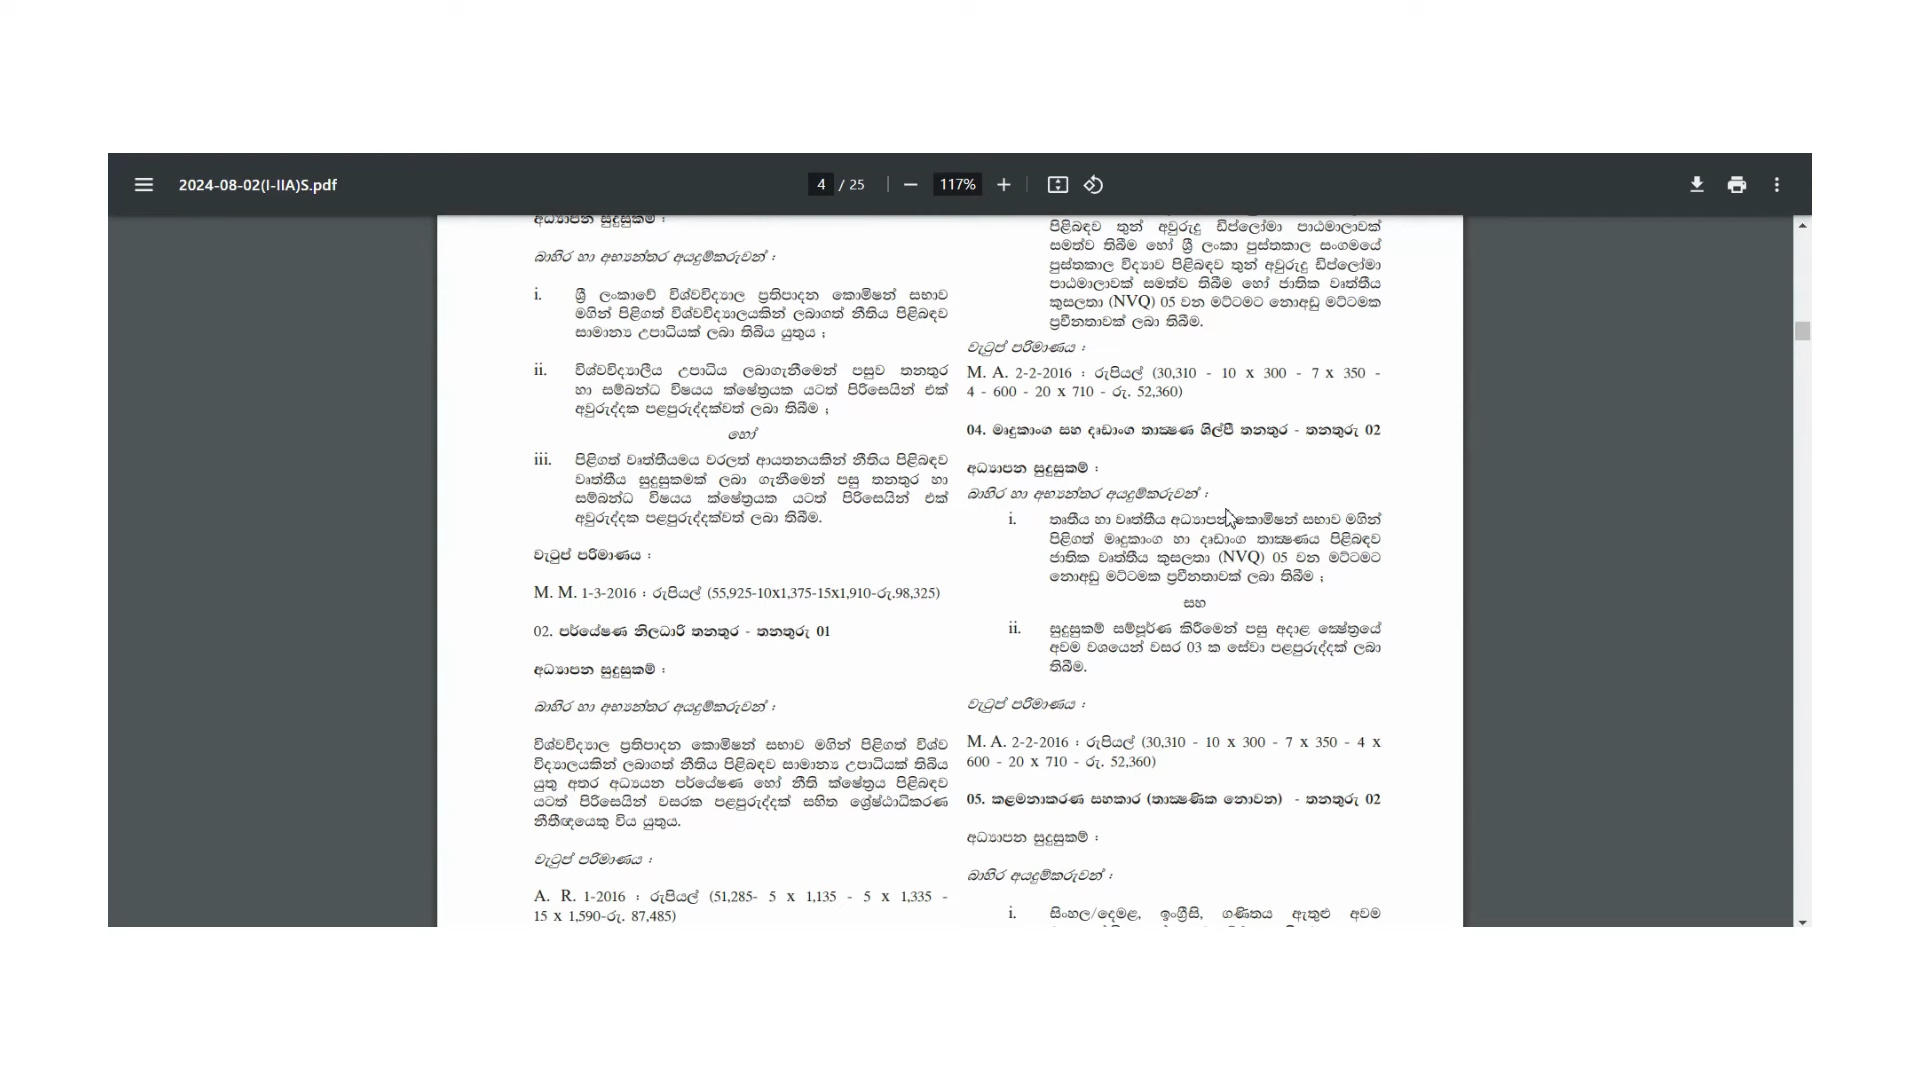 2024-08-02(I-IIA)S.pdf
4 / 25
117%
අධ්‍යාපන සුදුසුකම් :
බාහිර හා අභ්‍යන්තර අයදුම්කරුවන් :
i. ශ්‍රී ලංකාවේ විශ්වවිද්‍යාල ප්‍රතිපාදන කොමිෂන් සභාව
මගින් පිළිගත් විශ්වවිද්‍යාලයකින් ලබාගත් නීතිය පිළිබඳව
සාමාන්‍ය උපාධියක් ලබා තිබිය යුතුය ;
ii. විශ්වවිද්‍යාලීය උපාධිය ලබාගැනීමෙන් පසුව තනතුර
හා සම්බන්ධ විෂයය ක්ෂේත්‍රයක යටත් පිරිසෙයින් එක්
අවුරුද්දක පළපුරුද්දක්වත් ලබා තිබීම ;
හෝ
iii. පිළිගත් වෘත්තීයමය වරලත් ආයතනයකින් නීතිය පිළිබඳව
වෘත්තීය සුදුසුකමක් ලබා ගැනීමෙන් පසු තනතුර හා
සම්බන්ධ විෂයය ක්ෂේත්‍රයක යටත් පිරිසෙයින් එක්
අවුරුද්දක පළපුරුද්දක්වත් ලබා තිබීම.
වැටුප් පරිමාණය :
M. M. 1-3-2016 : රුපියල් (55,925-10x1,375-15x1,910-රු.98,325)
02. පර්යේෂණ නිලධාරි තනතුර - තනතුරු 01
අධ්‍යාපන සුදුසුකම් :
බාහිර හා අභ්‍යන්තර අයදුම්කරුවන් :
විශ්වවිද්‍යාල ප්‍රතිපාදන කොමිෂන් සභාව මගින් පිළිගත් විශ්ව
විද්‍යාලයකින් ලබාගත් නීතිය පිළිබඳව සාමාන්‍ය උපාධියක් තිබිය
යුතු අතර අධ්‍යයන පර්යේෂණ හෝ නීති ක්ෂේත්‍රය පිළිබඳව
යටත් පිරිසෙයින් වසරක පළපුරුද්දක් සහිත ශ්‍රේෂ්ඨාධිකරණ
නීතීඥයෙකු විය යුතුය.
වැටුප් පරිමාණය :
A. R. 1-2016 : රුපියල් (51,285- 5 x 1,135 - 5 x 1,335 -
15 x 1,590-රු. 87,485)
පිළිබඳව තුන් අවුරුදු ඩිප්ලෝමා පාඨමාලාවක්
සමත්ව තිබීම හෝ ශ්‍රී ලංකා පුස්තකාල සංගමයේ
පුස්තකාල විද්‍යාව පිළිබඳව තුන් අවුරුදු ඩිප්ලෝමා
පාඨමාලාවක් සමත්ව තිබීම හෝ ජාතික වෘත්තීය
කුසලතා (NVQ) 05 වන මට්ටමට නොඅඩු මට්ටමක
ප්‍රවීනතාවක් ලබා තිබීම.
වැටුප් පරිමාණය :
M. A. 2-2-2016 : රුපියල් (30,310 - 10 x 300 - 7 x 350 -
4 - 600 - 20 x 710 - රු. 52,360)
04. මෘදුකාංග සහ දෘඩාංග තාක්‍ෂණ ශිල්පී තනතුර - තනතුරු 02
අධ්‍යාපන සුදුසුකම් :
බාහිර හා අභ්‍යන්තර අයදුම්කරුවන් :
i. තෘතීය හා වෘත්තීය අධ්‍යාපන කොමිෂන් සභාව මගින්
පිළිගත් මෘදුකාංග හා දෘඩාංග තාක්‍ෂණය පිළිබඳව
ජාතික වෘත්තීය කුසලතා (NVQ) 05 වන මට්ටමට
නොඅඩු මට්ටමක ප්‍රවීනතාවක් ලබා තිබීම ;
සහ
ii. සුදුසුකම් සම්පූර්ණ කිරීමෙන් පසු අදාළ ක්‍ෂේත්‍රයේ
අවම වශයෙන් වසර 03 ක සේවා පළපුරුද්දක් ලබා
තිබීම.
වැටුප් පරිමාණය :
M. A. 2-2-2016 : රුපියල් (30,310 - 10 x 300 - 7 x 350 - 4 x
600 - 20 x 710 - රු. 52,360)
05. කළමනාකරණ සහකාර (තාක්‍ෂණික නොවන) - තනතුරු 02
අධ්‍යාපන සුදුසුකම් :
බාහිර අයදුම්කරුවන් :
i. සිංහල/දෙමළ, ඉංග්‍රීසි, ගණිතය ඇතුළු අවම